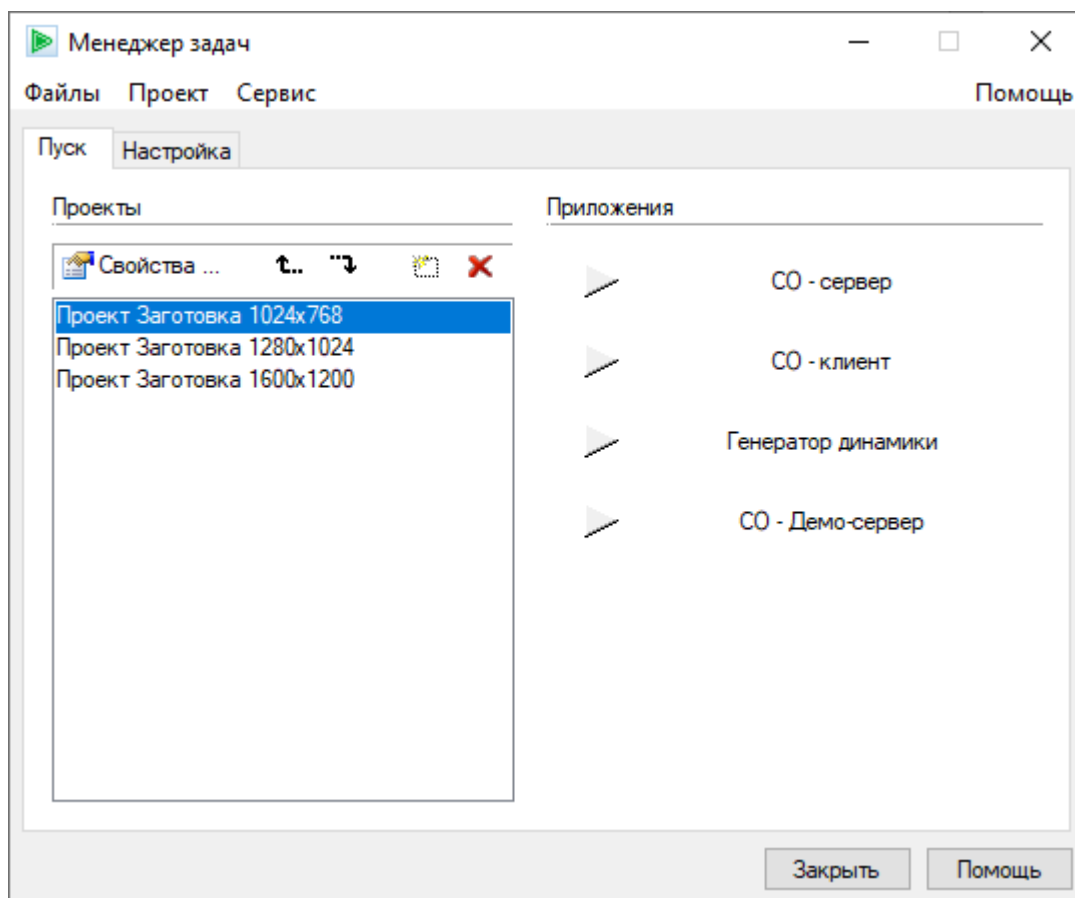 Менеджер задач
Файлы Проект Сервис Помощь
Пуск Настройка
Проекты
Свойства ...
Проект Заготовка 1024x768
Проект Заготовка 1280x1024
Проект Заготовка 1600x1200
Приложения
СО - сервер
СО - клиент
Генератор динамики
СО - Демо-сервер
Закрыть Помощь